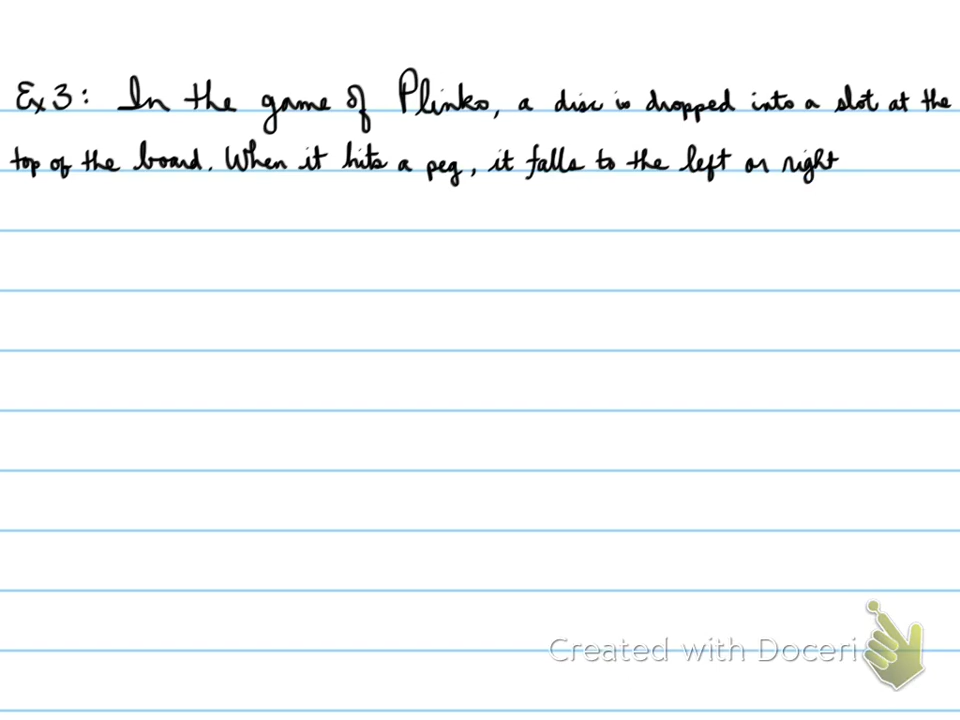 Ex 3: In the game of Plinko, a disc is dropped into a slot at the
top of the board. When it hits a peg, it falls to the left or right
Created with Doceri